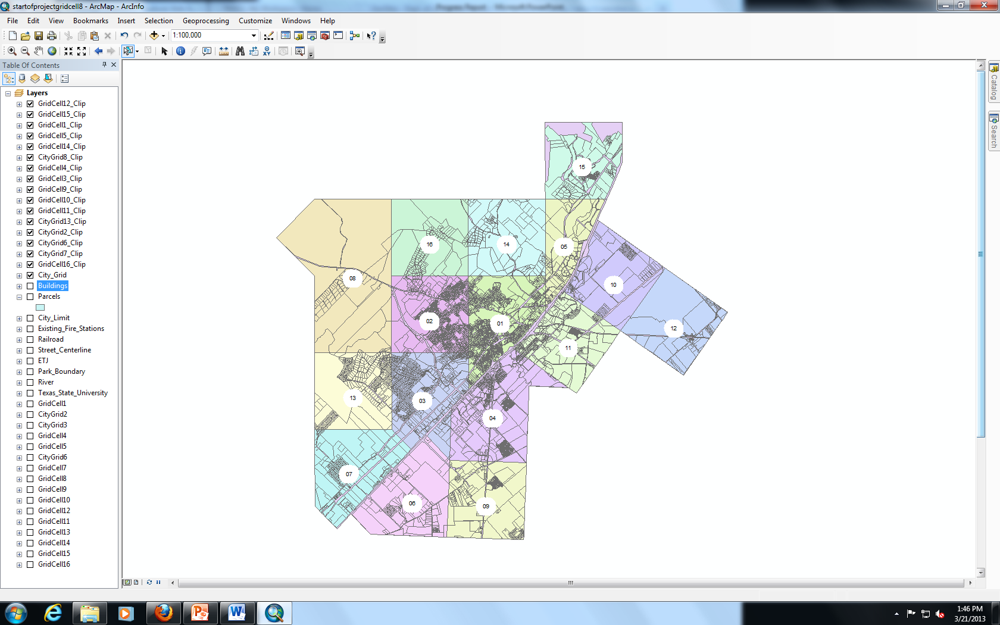 startofprojectgridcell8 - ArcMap - ArcInfo
File Edit View Bookmarks Insert Selection Geoprocessing Customize Windows Help
1:100,000
Table Of Contents
Layers
GridCell12_Clip
GridCell15_Clip
GridCell1_Clip
GridCell5_Clip
GridCell14_Clip
CityGrid8_Clip
GridCell4_Clip
GridCell3_Clip
GridCell9_Clip
GridCell10_Clip
GridCell11_Clip
CityGrid13_Clip
CityGrid2_Clip
CityGrid6_Clip
CityGrid7_Clip
GridCell16_Clip
City_Grid
Buildings
Parcels
City_Limit
Existing_Fire_Stations
Railroad
Street_Centerline
ETJ
Park_Boundary
River
Texas_State_University
GridCell1
CityGrid2
CityGrid3
GridCell4
GridCell5
CityGrid6
GridCell7
GridCell8
GridCell9
GridCell10
GridCell12
GridCell11
GridCell13
GridCell14
GridCell15
GridCell16
15
16
14
05
08
10
02
01
12
11
13
03
04
07
06
09
Catalog
Search
XY
1:46 PM
3/21/2013